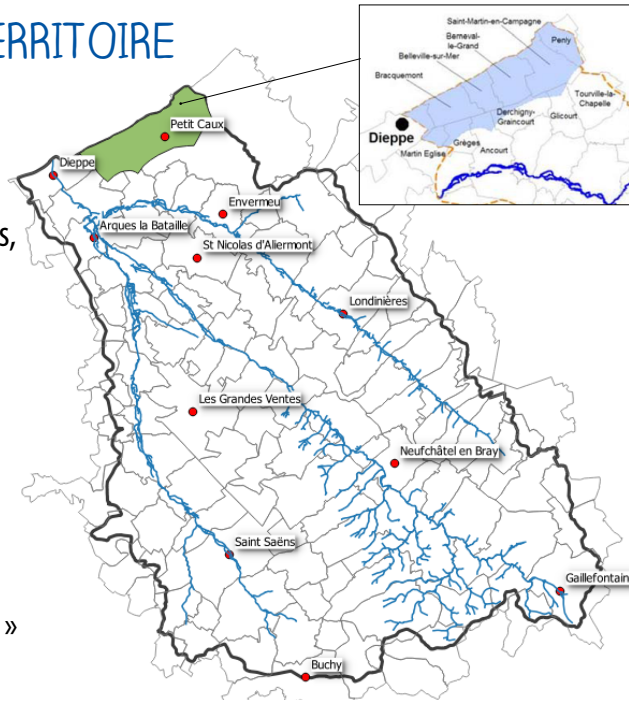 ERRITOIRE
s,
»
Petit Caux
Dieppe
Envermeu
Arques la Bataille
St Nicolas d'Aliermont
Londinières
Les Grandes Ventes
Neufchâtel en Bray
Saint Saëns
Gaillefontaine
Buchy
Saint-Martin-en-Campagne
Berneval-
le-Grand
Penly
Belleville-sur-Mer
Bracquemont
Tourville-la-
Chapelle
Derchigny-
Graincourt
Glicourt
Dieppe
Grèges
Martin Eglise
Ancourt